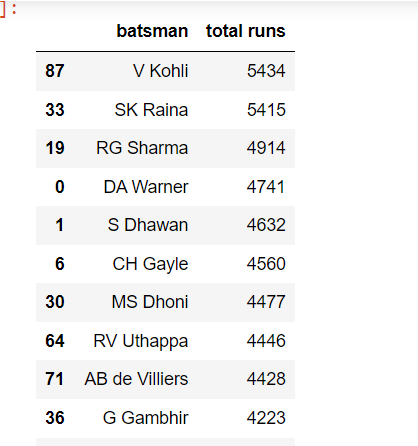 ]:
batsman total runs
87 V Kohli 5434
33 SK Raina 5415
19 RG Sharma 4914
0 DA Warner 4741
1 S Dhawan 4632
6 CH Gayle 4560
30 MS Dhoni 4477
64 RV Uthappa 4446
71 AB de Villiers 4428
36 G Gambhir 4223